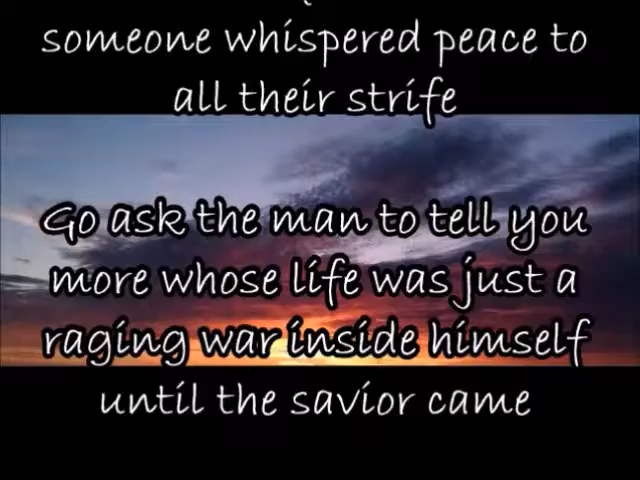 someone whispered peace to
all their strife
Go ask the man to tell you
more whose life was just a
raging war inside himself
until the savior came